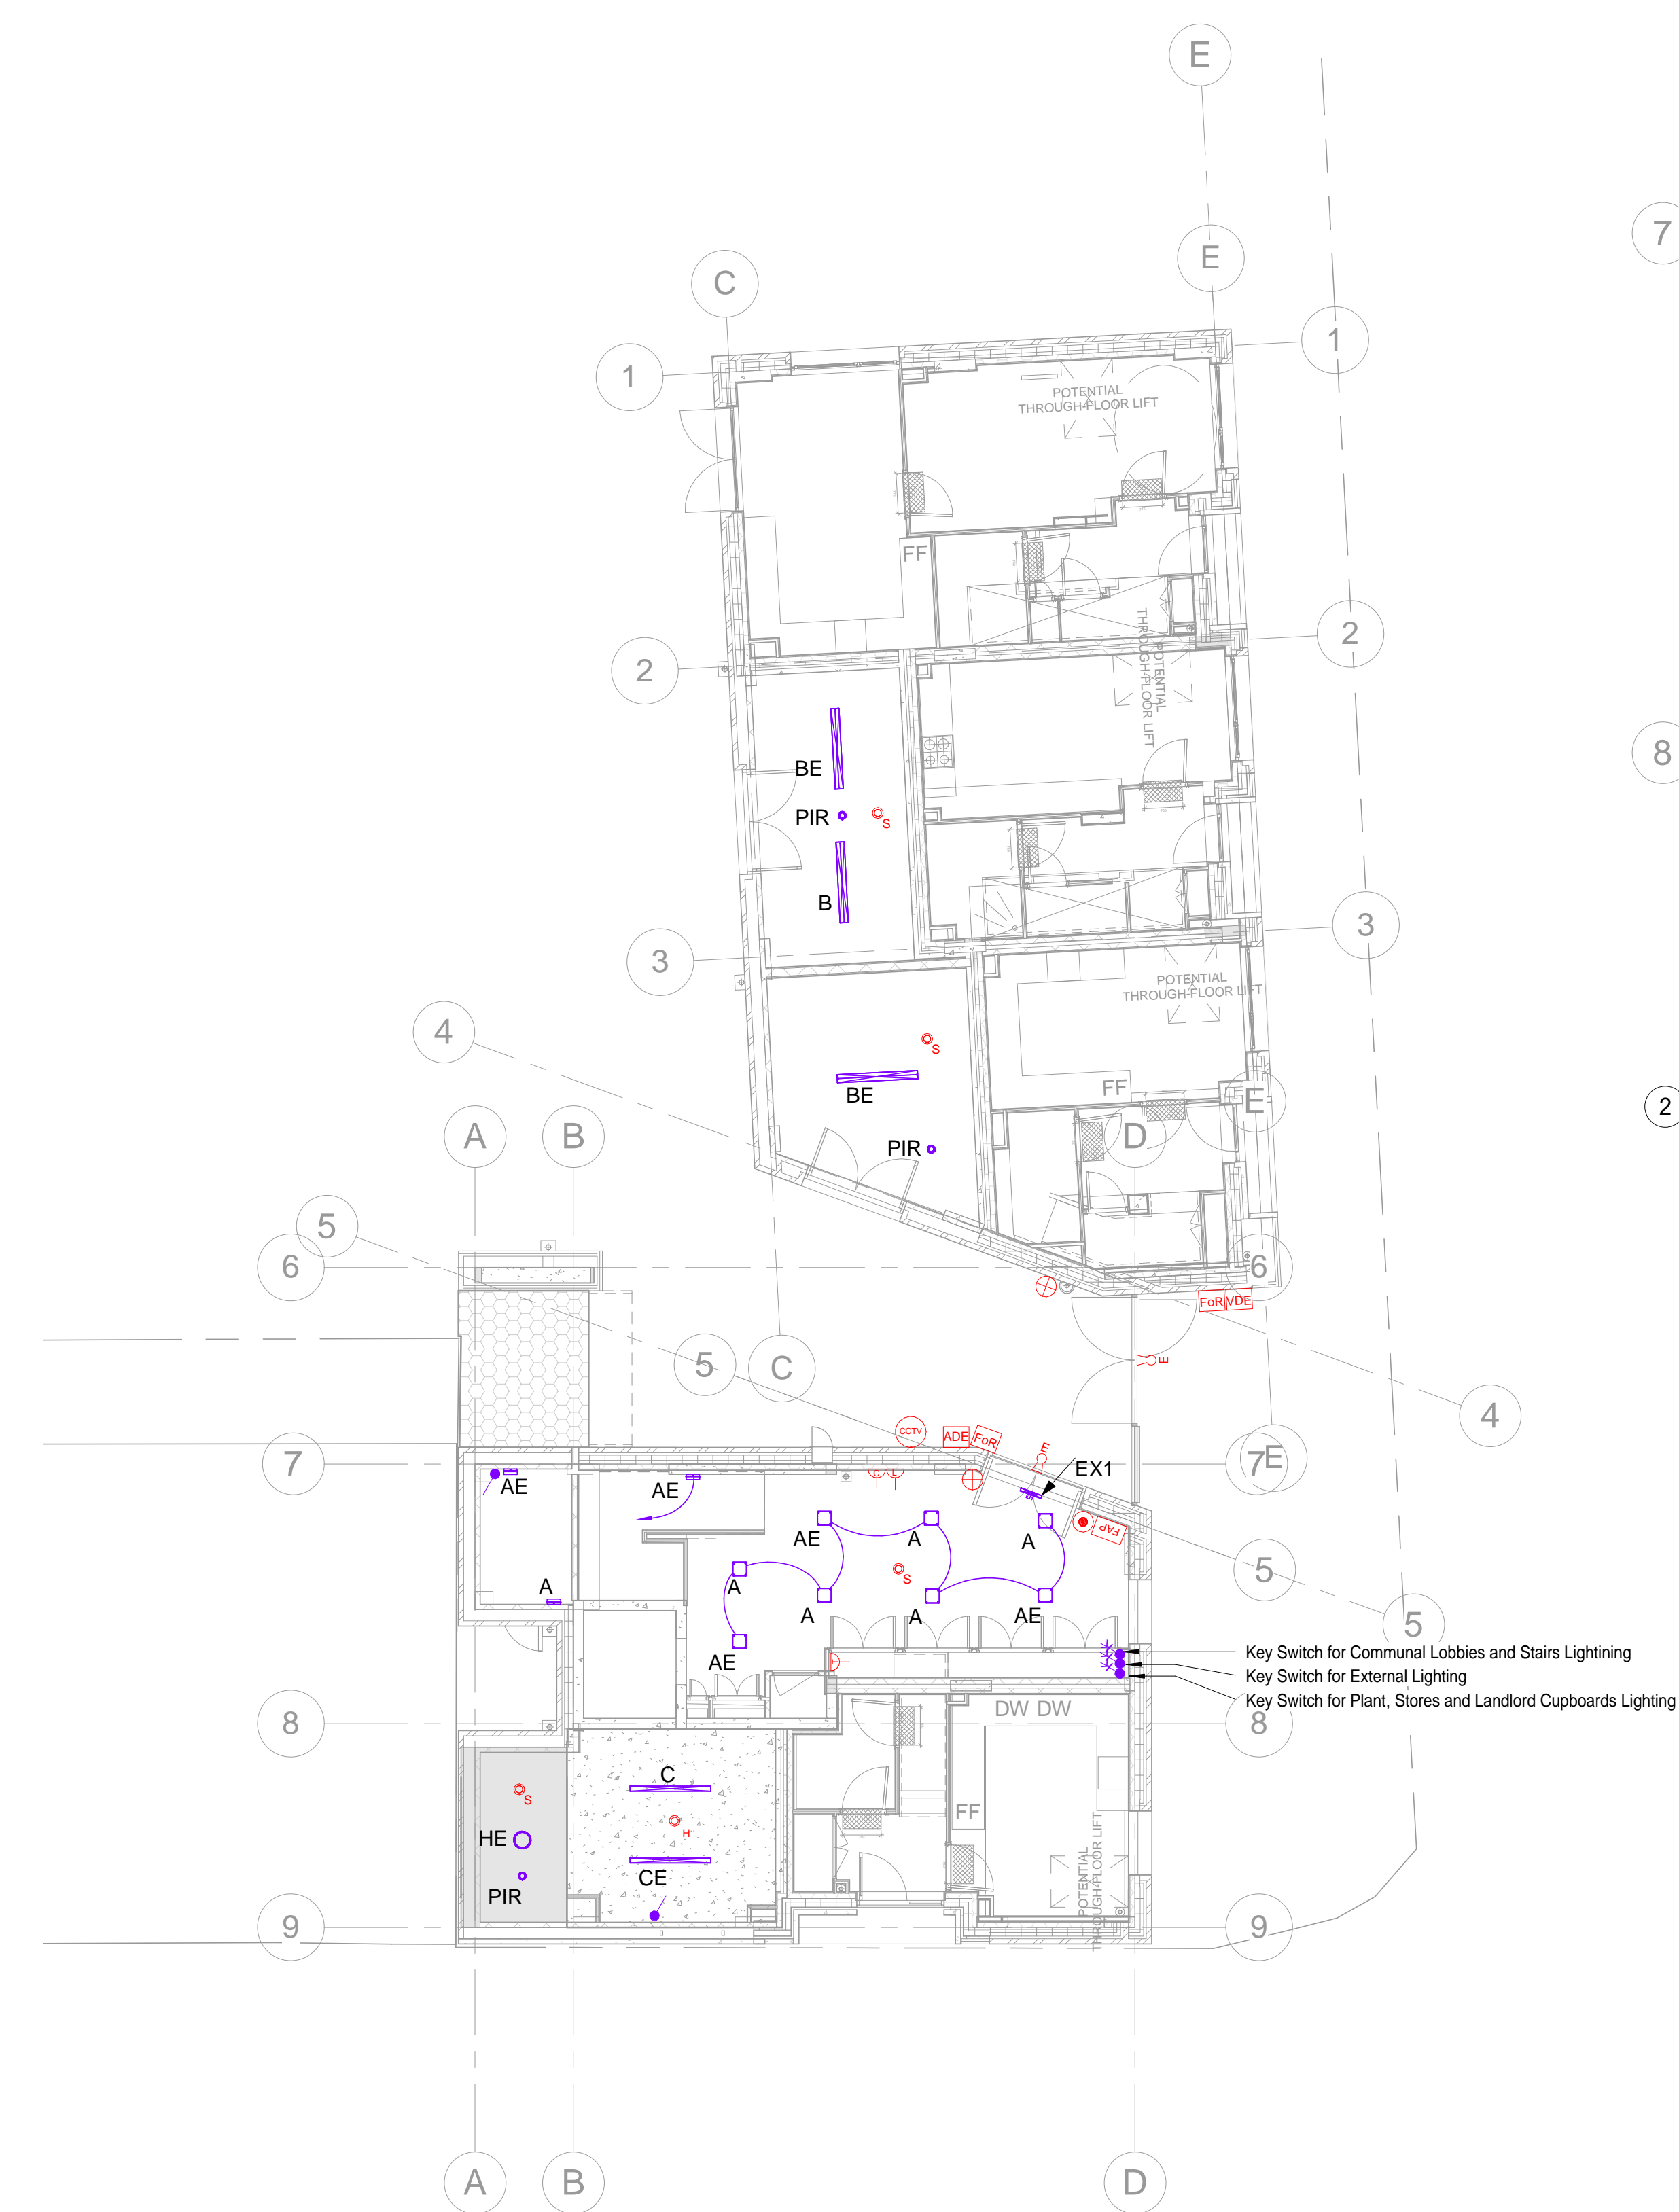 E
7
E
C
1
1
POTENTIAL
THROUGH-FLOOR LIFT
FF
2
2
POTENTIAL
THROUGH-FLOOR LIFT
8
BE
PIR
S
B
3
3
POTENTIAL
THROUGH-FLOOR LIFT
4
S
BE
FF
E
2
A
B
D
PIR
5
6
6
FoR
VDE
5
C
E
4
CCTV
ADE
FoR
E
7
C
L
EX1
7
E
AE
AE
FAP
AE
A
A
S
5
A
A
A
A
AE
5
AE
Key Switch for Communal Lobbies and Stairs Lightining
Key Switch for External Lighting
Key Switch for Plant, Stores and Landlord Cupboards Lighting
8
DW DW
8
C
S
H
FF
HE
CE
PIR
POTENTIAL
THROUGH-FLOOR LIFT
9
9
A
B
D